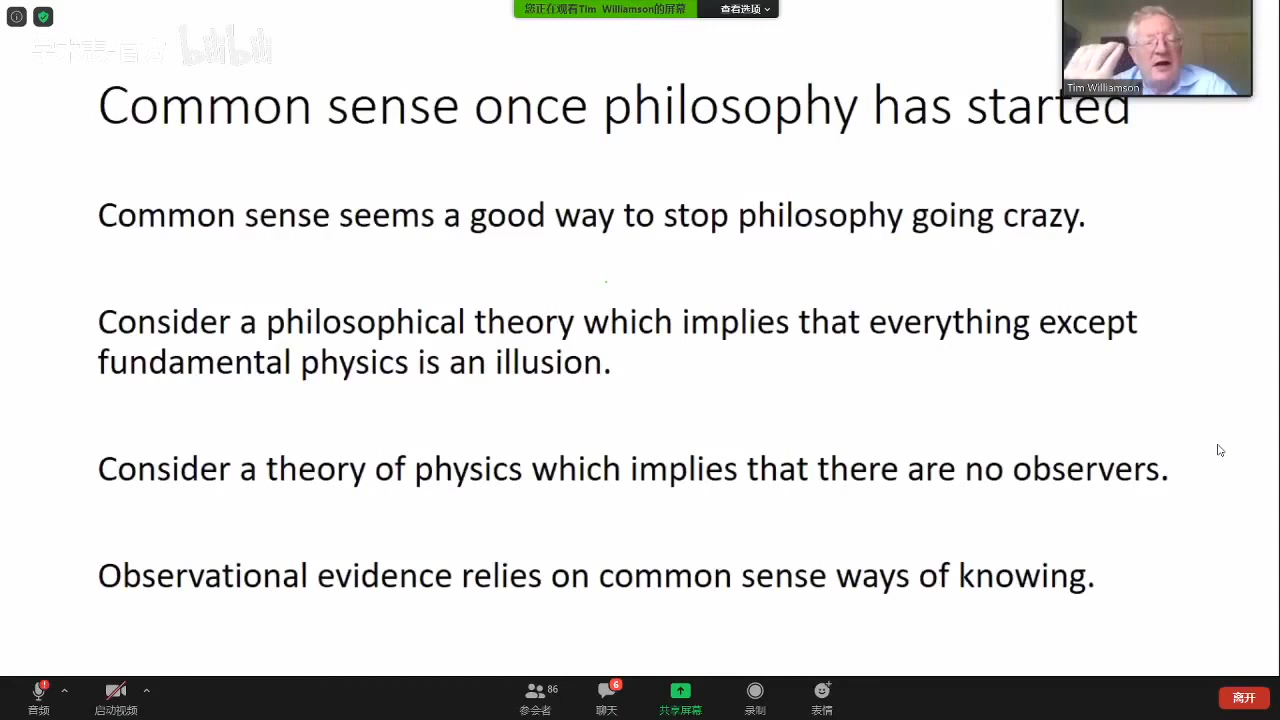 您正在观看Tim Williamson的屏幕
查看选项
bilibili
Tim Williamson
Common sense once philosophy has started
Common sense seems a good way to stop philosophy going crazy.
Consider a philosophical theory which implies that everything except
fundamental physics is an illusion.
Consider a theory of physics which implies that there are no observers.
Observational evidence relies on common sense ways of knowing.
音频
启动视频
86
参会者
6
聊天
共享屏幕
录制
表情
离开